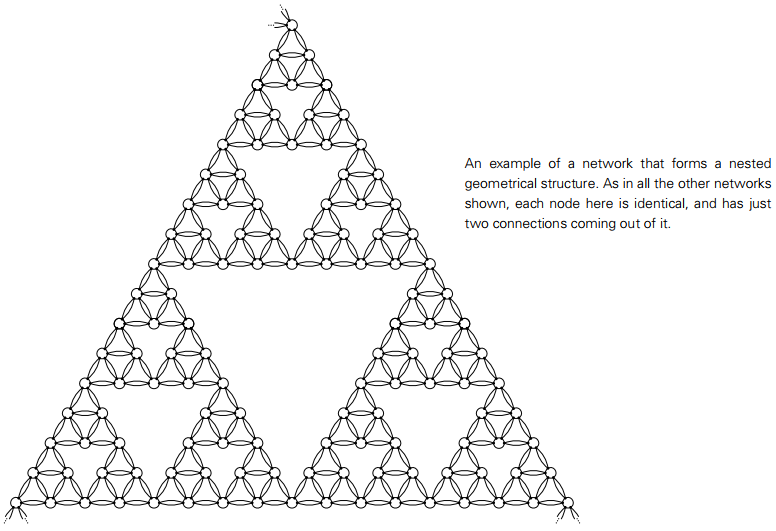 An example of a network that forms a nested
geometrical structure. As in all the other networks
shown, each node here is identical, and has just
two connections coming out of it.